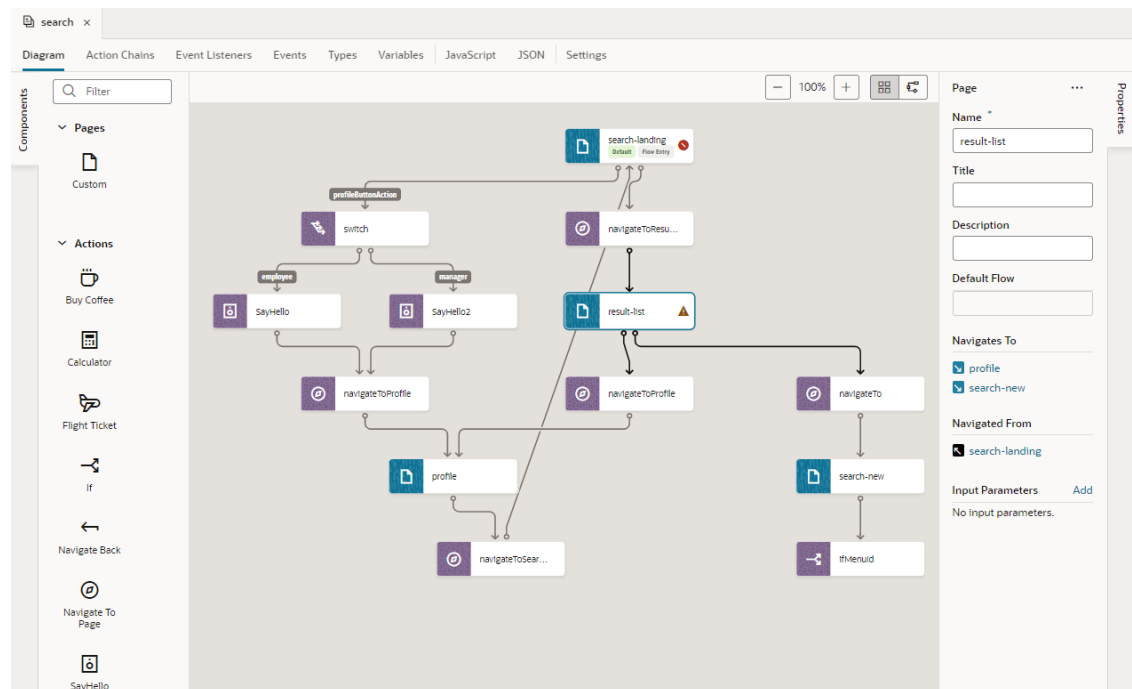 search ×
Diagram Action Chains Event Listeners Events Types Variables JavaScript JSON Settings
Components
Filter
Pages
Custom
Actions
Buy Coffee
Calculator
Flight Ticket
If
Navigate Back
Navigate To
Page
SayHello
100%
search-landing
Default Flow Entry
profileButtonAction
switch
navigateToResu...
employee
manager
SayHello
SayHello2
result-list
navigateToProfile
navigateToProfile
navigateTo
profile
search-new
navigateToSear...
IfMenuId
Page
Name *
result-list
Title
Description
Default Flow
Navigates To
profile
search-new
Navigated From
search-landing
Input Parameters Add
No input parameters.
Properties